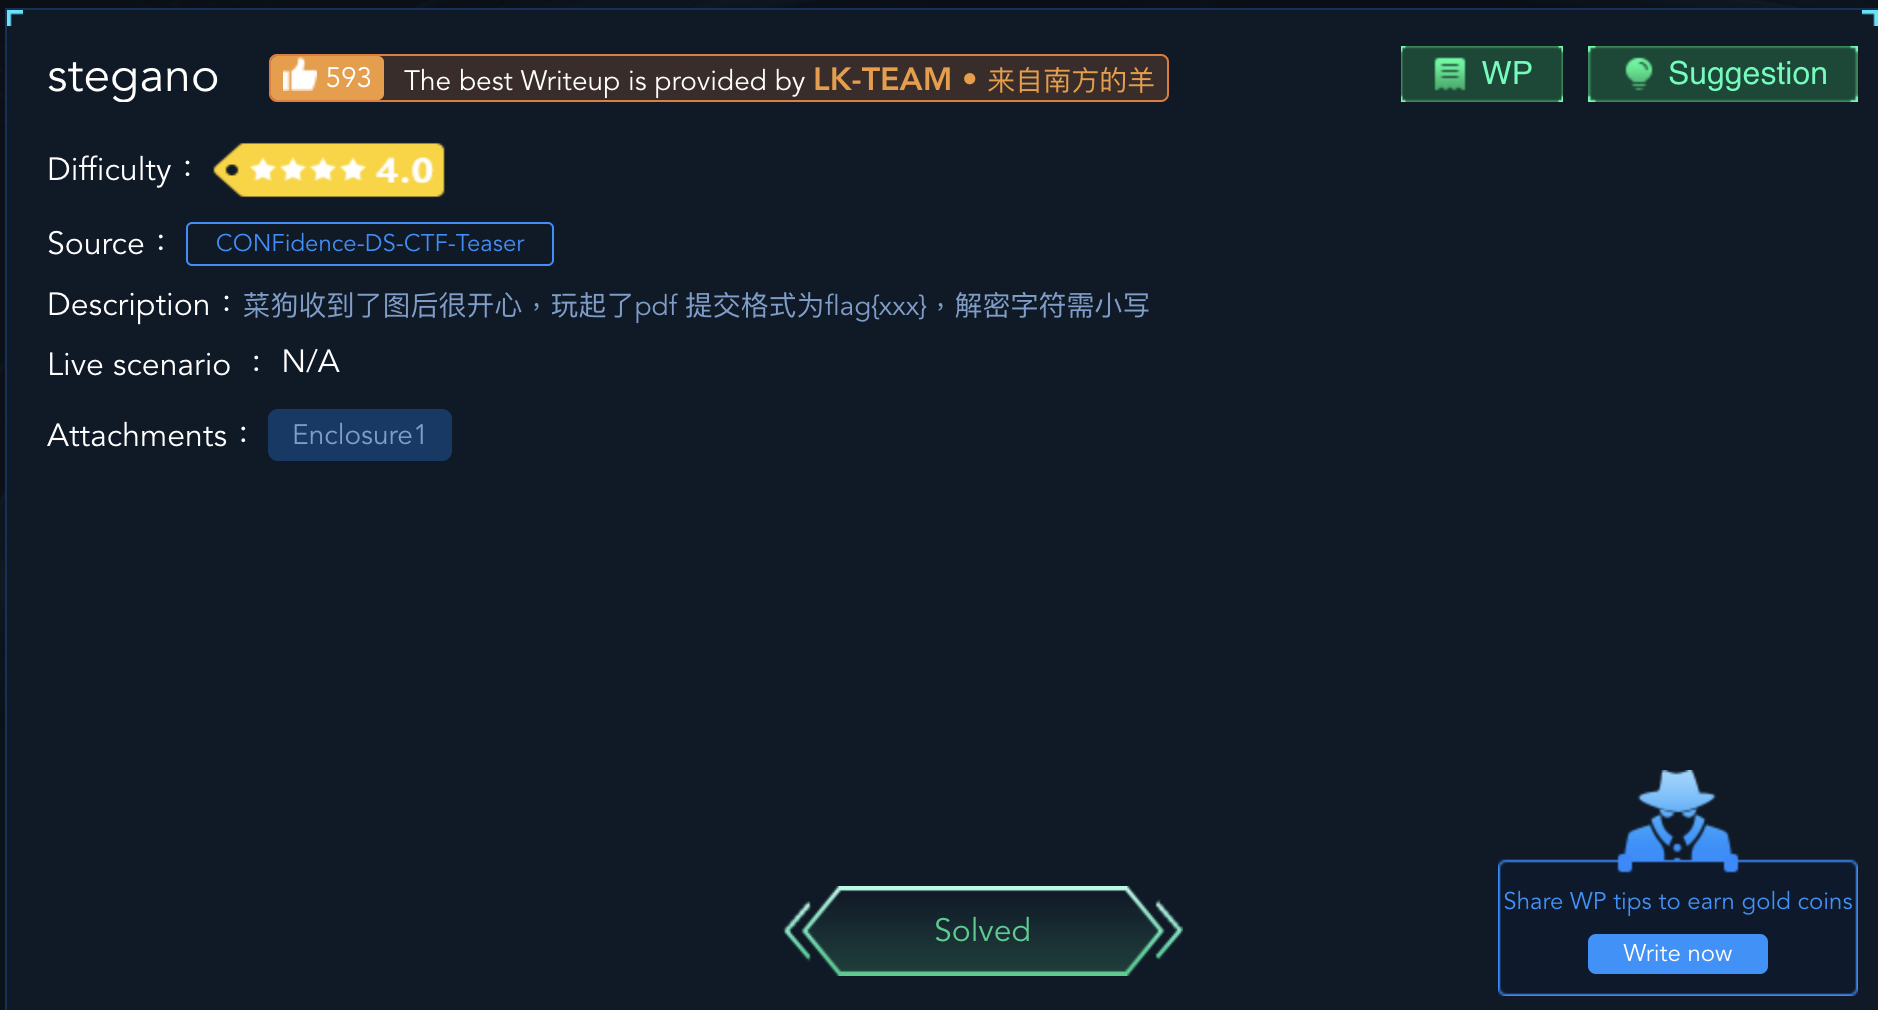 stegano
593 The best Writeup is provided by LK-TEAM • 来自南方的羊
WP
Suggestion
Difficulty： 4.0
Source： CONFidence-DS-CTF-Teaser
Description：菜狗收到了图后很开心，玩起了pdf 提交格式为flag{xxx}，解密字符需小写
Live scenario ： N/A
Attachments： Enclosure1
Solved
Share WP tips to earn gold coins
Write now